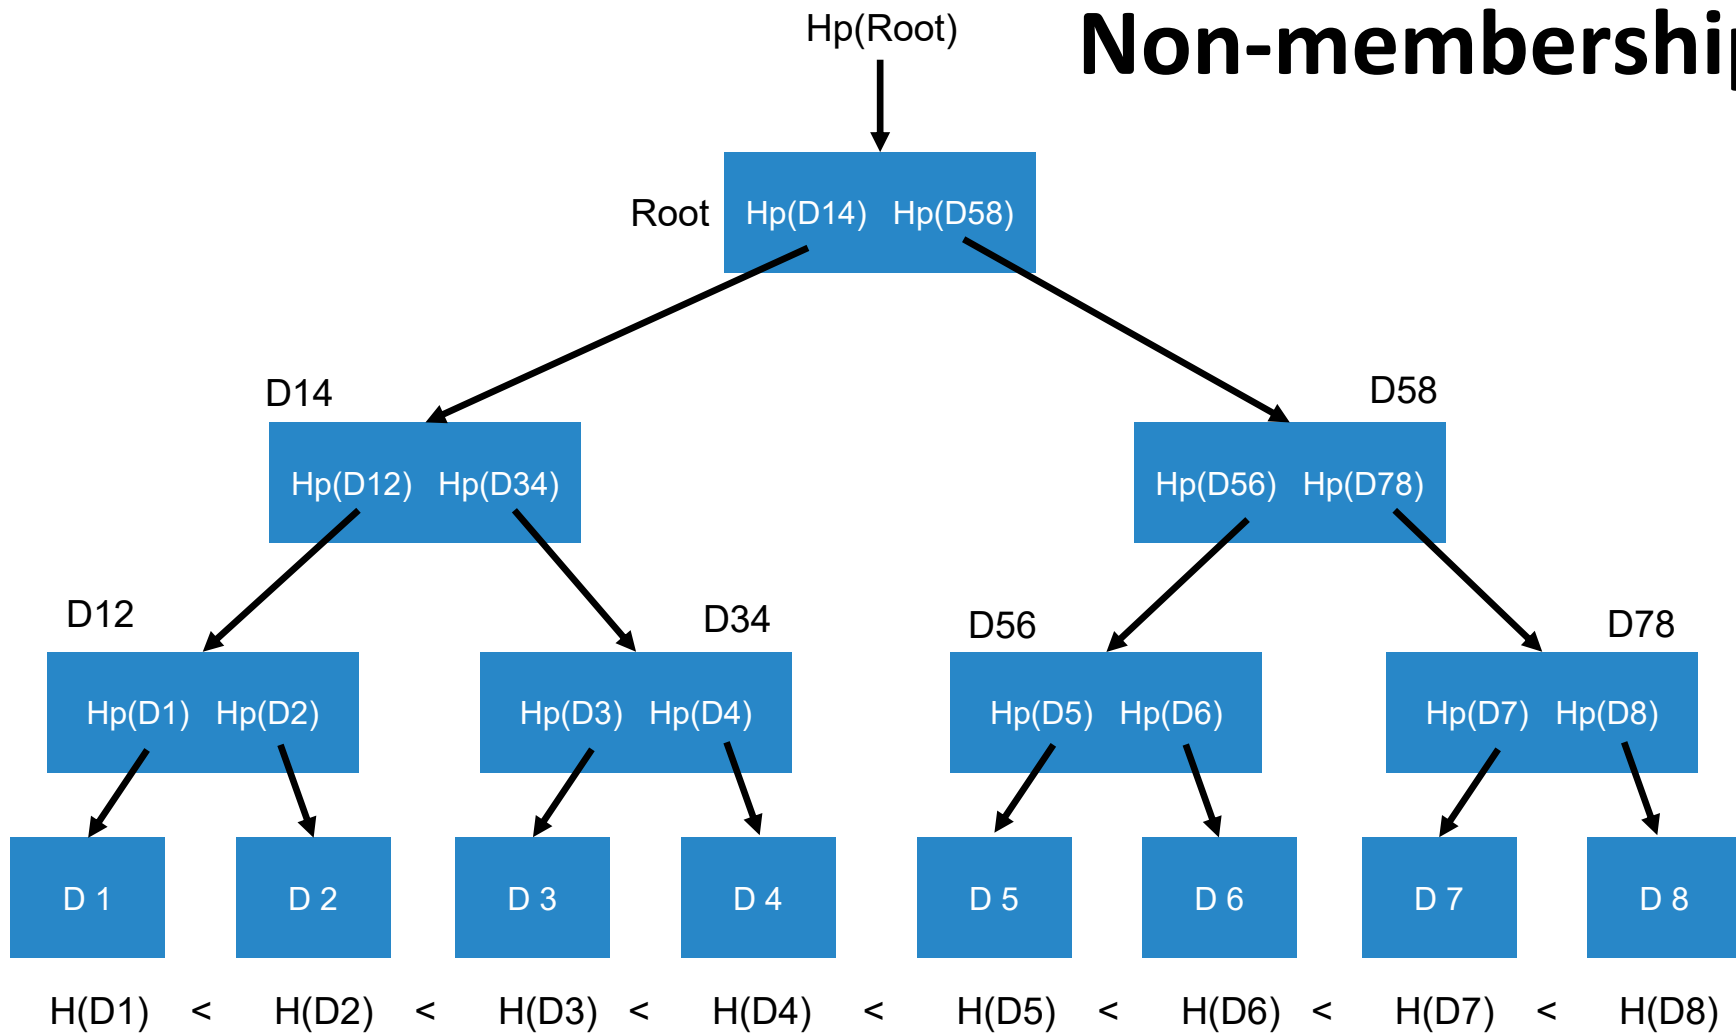 Non-membership
Hp(Root)
Root
Hp(D14) Hp(D58)
D14
D58
Hp(D12) Hp(D34)
Hp(D56) Hp(D78)
D12
D34
D56
D78
Hp(D1) Hp(D2)
Hp(D3) Hp(D4)
Hp(D5) Hp(D6)
Hp(D7) Hp(D8)
D 1
D 2
D 3
D 4
D 5
D 6
D 7
D 8
H(D1) < H(D2) < H(D3) < H(D4) < H(D5) < H(D6) < H(D7) < H(D8)